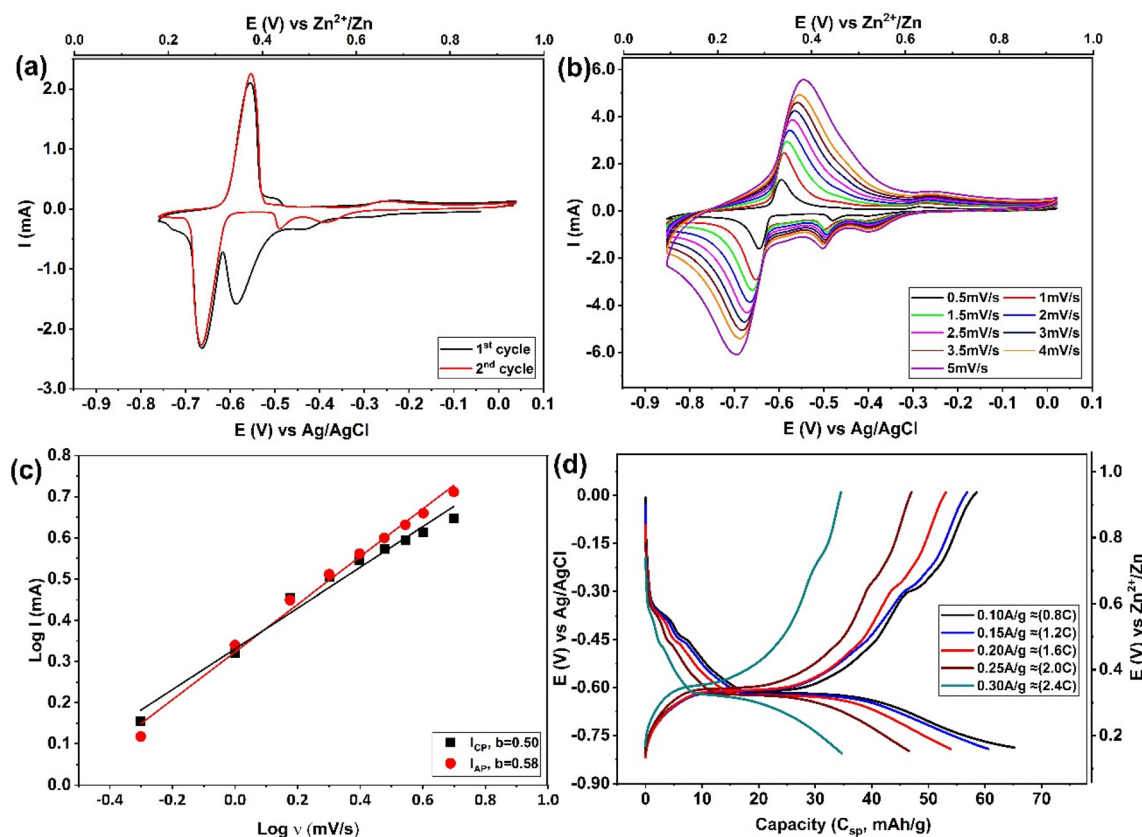 E (V) vs Zn²⁺/Zn
0.0 0.2 0.4 0.6 0.8 1.0
(a)
2.0
1.0
0.0
-1.0
-2.0
-3.0
I (mA)
1st cycle
2nd cycle
-0.9 -0.8 -0.7 -0.6 -0.5 -0.4 -0.3 -0.2 -0.1 0.0 0.1
E (V) vs Ag/AgCl
E (V) vs Zn²⁺/Zn
0.0 0.2 0.4 0.6 0.8 1.0
(b)
6.0
4.0
2.0
0.0
-2.0
-4.0
-6.0
I (mA)
0.5mV/s 1mV/s
1.5mV/s 2mV/s
2.5mV/s 3mV/s
3.5mV/s 4mV/s
5mV/s
-0.9 -0.8 -0.7 -0.6 -0.5 -0.4 -0.3 -0.2 -0.1 0.0 0.1
E (V) vs Ag/AgCl
(c)
0.8
0.7
0.6
0.5
0.4
0.3
0.2
0.1
0.0
Log I (mA)
I_CP, b=0.50
I_AP, b=0.58
-0.4 -0.2 0.0 0.2 0.4 0.6 0.8 1.0
Log ν (mV/s)
(d)
0.00
-0.15
-0.30
-0.45
-0.60
-0.75
-0.90
E (V) vs Ag/AgCl
0.10A/g ≈(0.8C)
0.15A/g ≈(1.2C)
0.20A/g ≈(1.6C)
0.25A/g ≈(2.0C)
0.30A/g ≈(2.4C)
1.0
0.8
0.6
0.4
0.2
E (V) vs Zn²⁺/Zn
0 10 20 30 40 50 60 70
Capacity (C_sp, mAh/g)